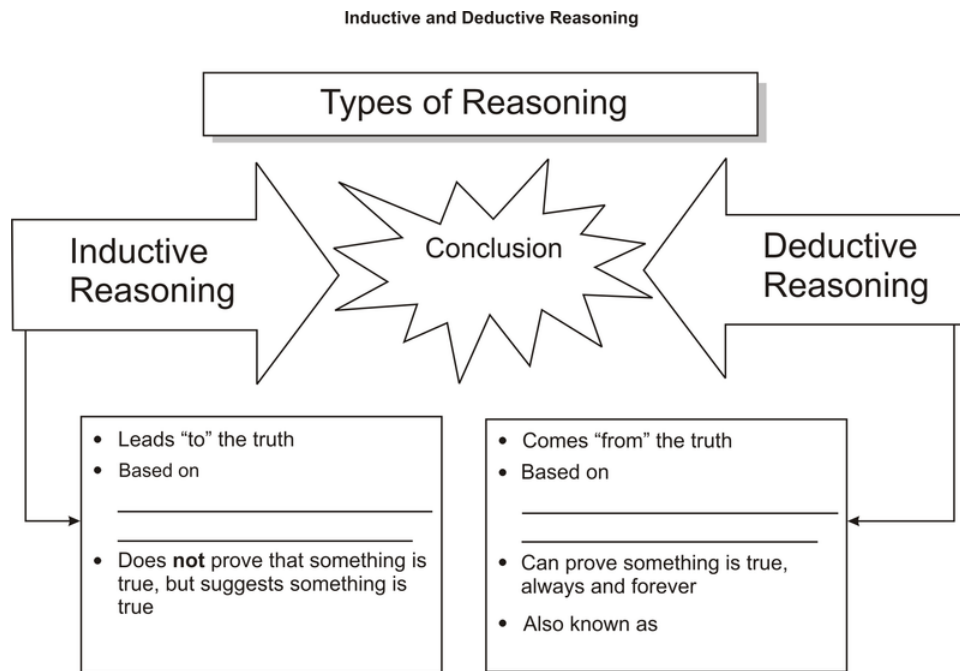 Inductive and Deductive Reasoning
Types of Reasoning
Inductive
Reasoning
Conclusion
Deductive
Reasoning
• Leads “to” the truth
• Based on
• Does not prove that something is
true, but suggests something is
true
• Comes “from” the truth
• Based on
• Can prove something is true,
always and forever
• Also known as